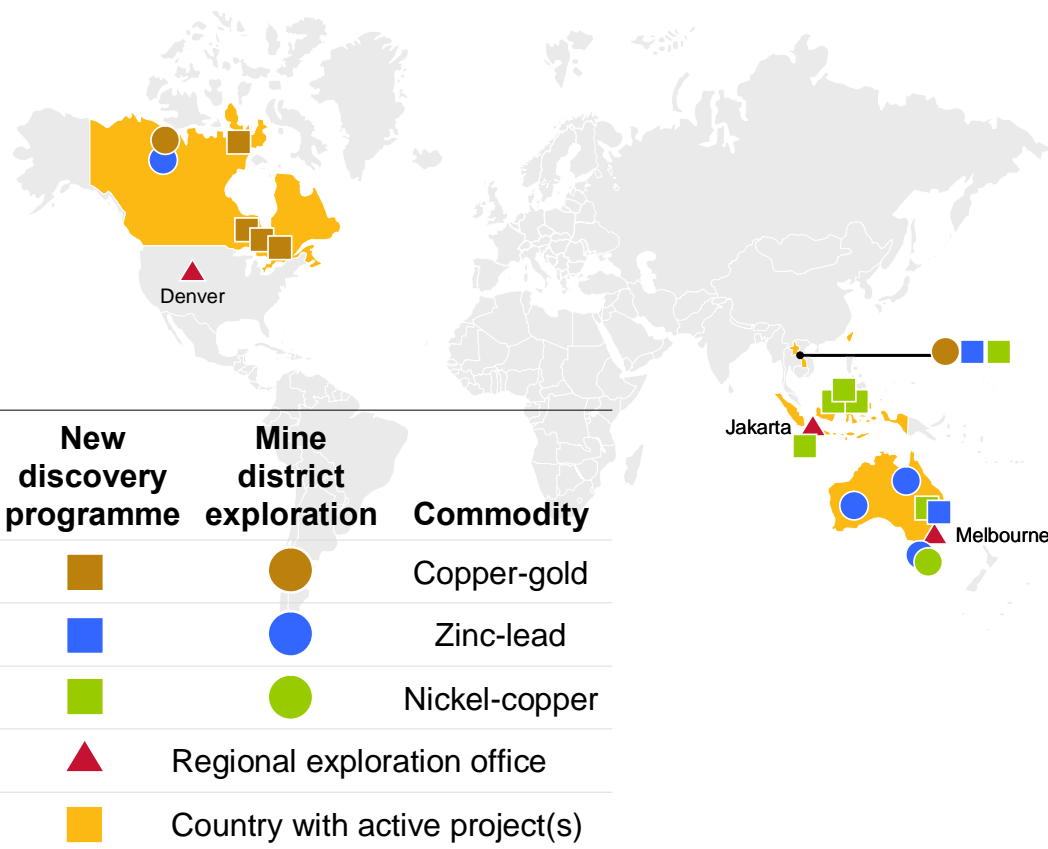 Denver
Jakarta
Melbourne
New
discovery
programme
Mine
district
exploration
Commodity
Copper-gold
Zinc-lead
Nickel-copper
Regional exploration office
Country with active project(s)